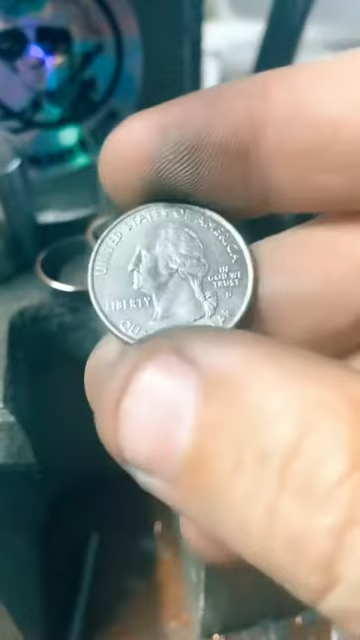 UNITED STATES OF AMERICA
LIBERTY
IN
GOD WE
TRUST
D